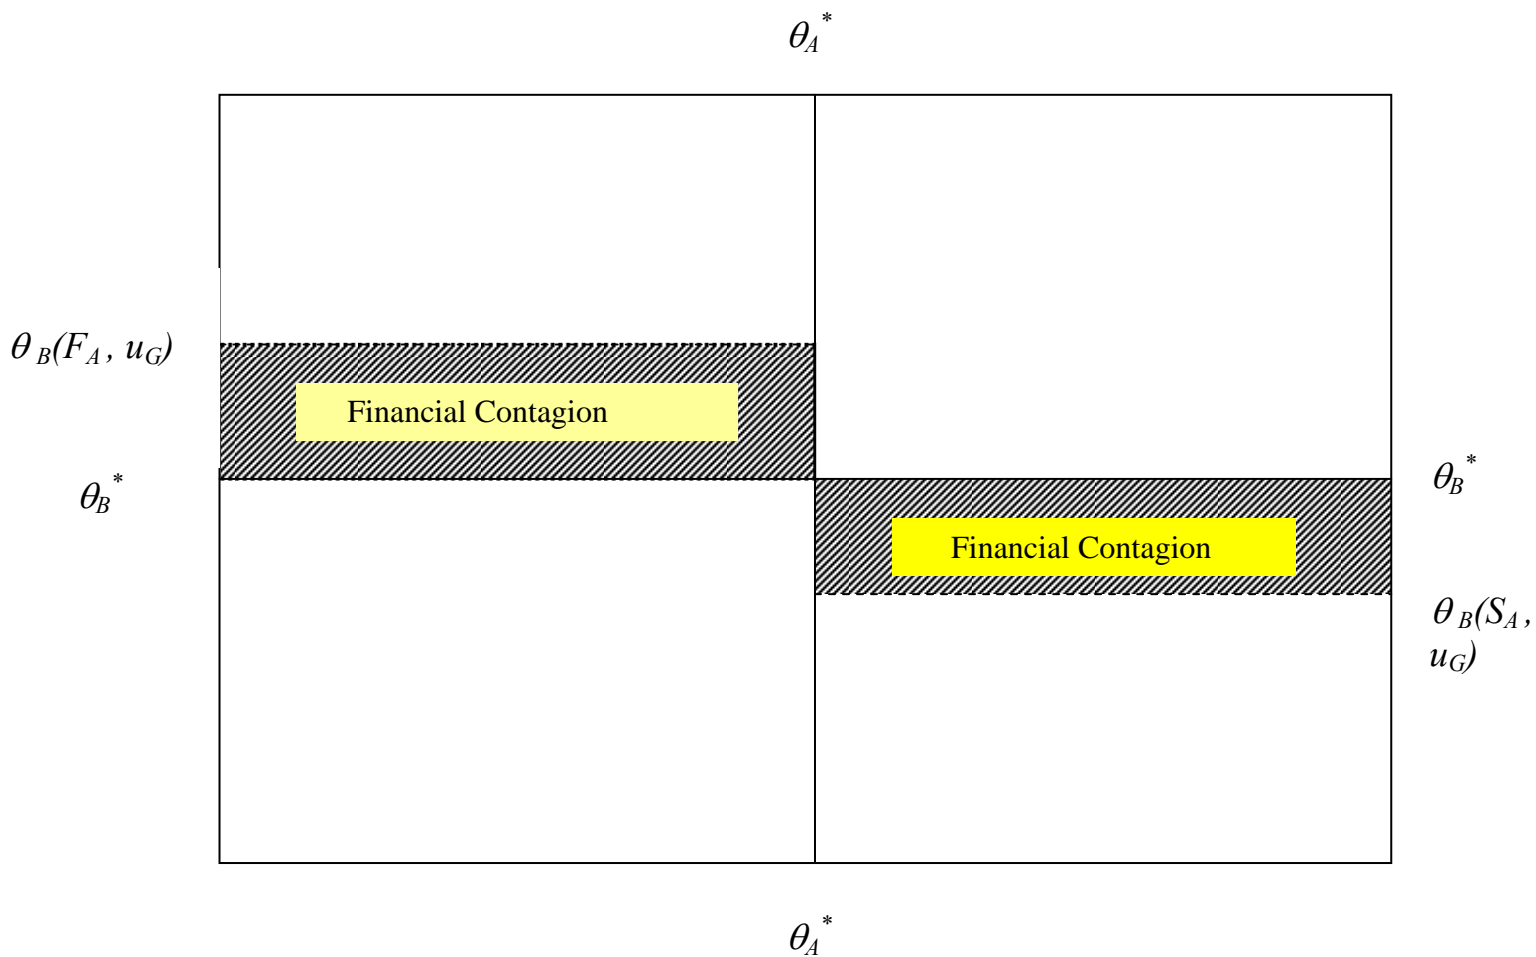 θA*
θB(FA, uG)
Financial Contagion
θB*
θB*
Financial Contagion
θB(SA,
uG)
θA*